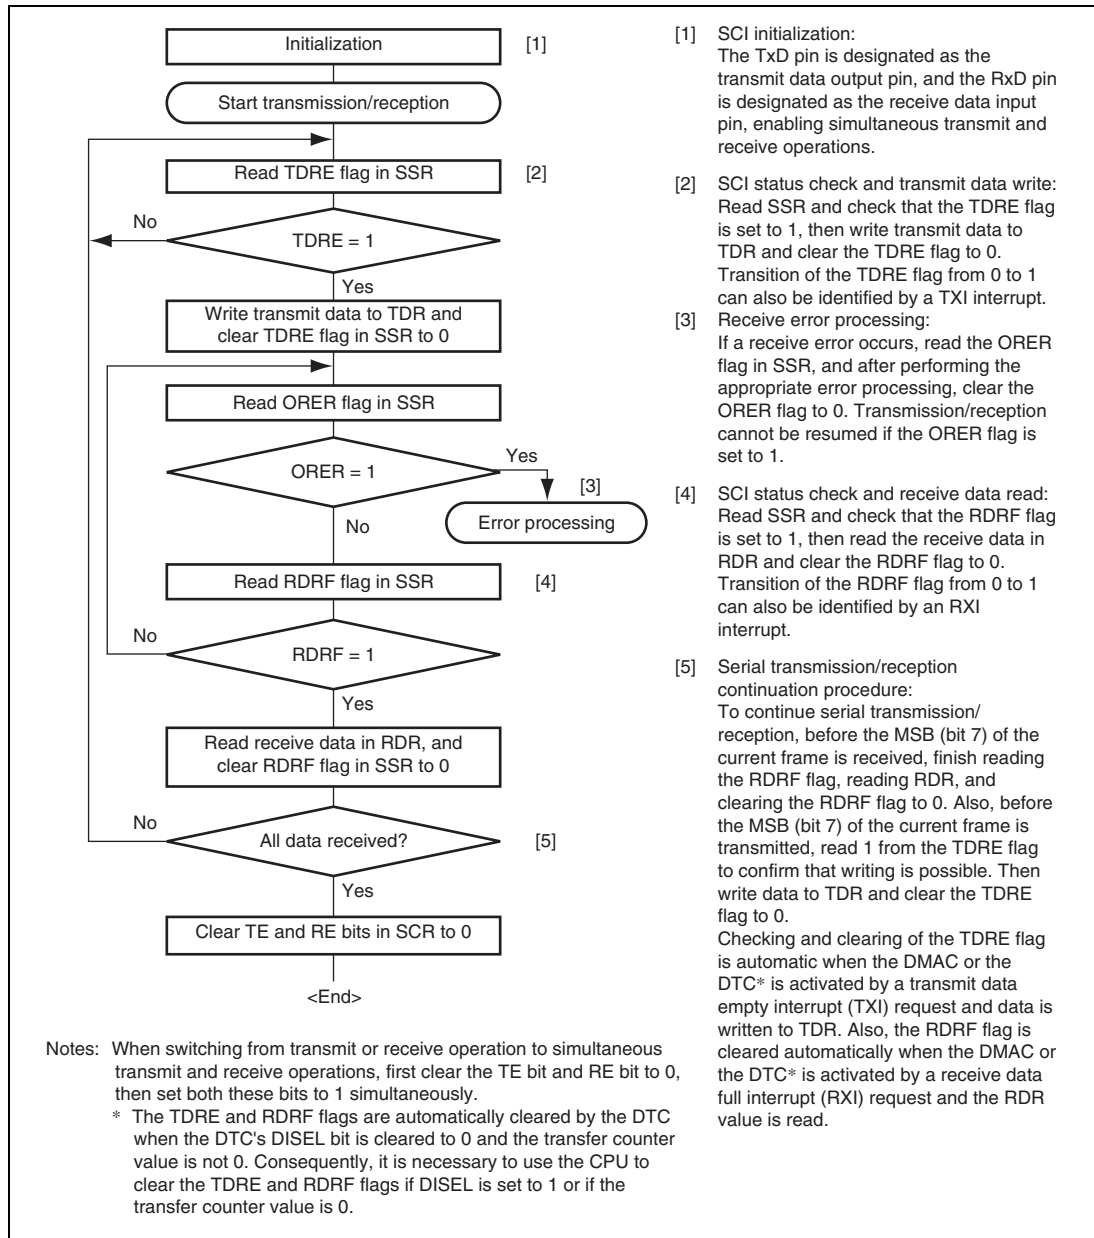 Initialization [1]
Start transmission/reception
Read TDRE flag in SSR [2]
No
TDRE = 1
Yes
Write transmit data to TDR and
clear TDRE flag in SSR to 0
Read ORER flag in SSR
Yes
ORER = 1
[3]
Error processing
No
Read RDRF flag in SSR [4]
No
RDRF = 1
Yes
Read receive data in RDR, and
clear RDRF flag in SSR to 0
No
All data received? [5]
Yes
Clear TE and RE bits in SCR to 0
<End>
[1] SCI initialization:
The TxD pin is designated as the
transmit data output pin, and the RxD pin
is designated as the receive data input
pin, enabling simultaneous transmit and
receive operations.
[2] SCI status check and transmit data write:
Read SSR and check that the TDRE flag
is set to 1, then write transmit data to
TDR and clear the TDRE flag to 0.
Transition of the TDRE flag from 0 to 1
can also be identified by a TXI interrupt.
[3] Receive error processing:
If a receive error occurs, read the ORER
flag in SSR, and after performing the
appropriate error processing, clear the
ORER flag to 0. Transmission/reception
cannot be resumed if the ORER flag is
set to 1.
[4] SCI status check and receive data read:
Read SSR and check that the RDRF flag
is set to 1, then read the receive data in
RDR and clear the RDRF flag to 0.
Transition of the RDRF flag from 0 to 1
can also be identified by an RXI
interrupt.
[5] Serial transmission/reception
continuation procedure:
To continue serial transmission/
reception, before the MSB (bit 7) of the
current frame is received, finish reading
the RDRF flag, reading RDR, and
clearing the RDRF flag to 0. Also, before
the MSB (bit 7) of the current frame is
transmitted, read 1 from the TDRE flag
to confirm that writing is possible. Then
write data to TDR and clear the TDRE
flag to 0.
Checking and clearing of the TDRE flag
is automatic when the DMAC or the
DTC* is activated by a transmit data
empty interrupt (TXI) request and data is
written to TDR. Also, the RDRF flag is
cleared automatically when the DMAC or
the DTC* is activated by a receive data
full interrupt (RXI) request and the RDR
value is read.
Notes: When switching from transmit or receive operation to simultaneous
transmit and receive operations, first clear the TE bit and RE bit to 0,
then set both these bits to 1 simultaneously.
* The TDRE and RDRF flags are automatically cleared by the DTC
when the DTC's DISEL bit is cleared to 0 and the transfer counter
value is not 0. Consequently, it is necessary to use the CPU to
clear the TDRE and RDRF flags if DISEL is set to 1 or if the
transfer counter value is 0.